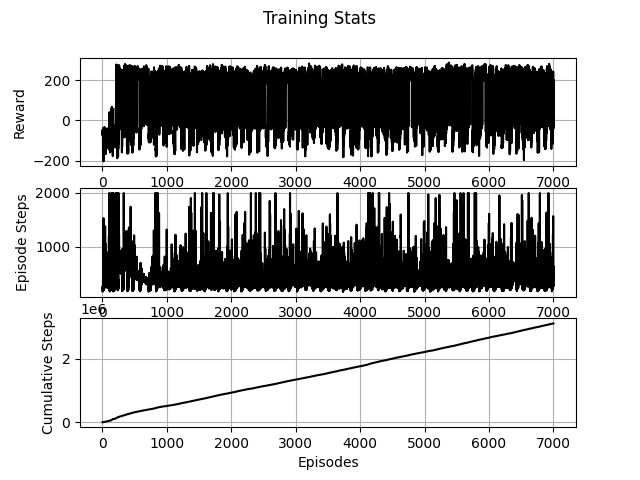 Training Stats
Reward
200
0
−200
0 1000 2000 3000 4000 5000 6000 7000
Episode Steps
2000
1000
0 1000 2000 3000 4000 5000 6000 7000
1e6
Cumulative Steps
2
0
0 1000 2000 3000 4000 5000 6000 7000
Episodes